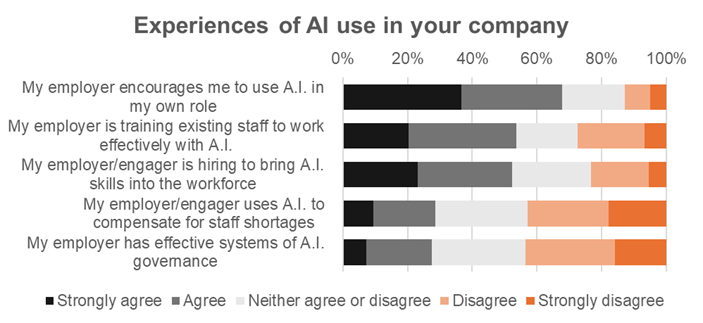 Experiences of AI use in your company
0% 20% 40% 60% 80% 100%
My employer encourages me to use A.I. in
my own role
My employer is training existing staff to work
effectively with A.I.
My employer/engager is hiring to bring A.I.
skills into the workforce
My employer/engager uses A.I. to
compensate for staff shortages
My employer has effective systems of A.I.
governance
Strongly agree Agree Neither agree or disagree Disagree Strongly disagree